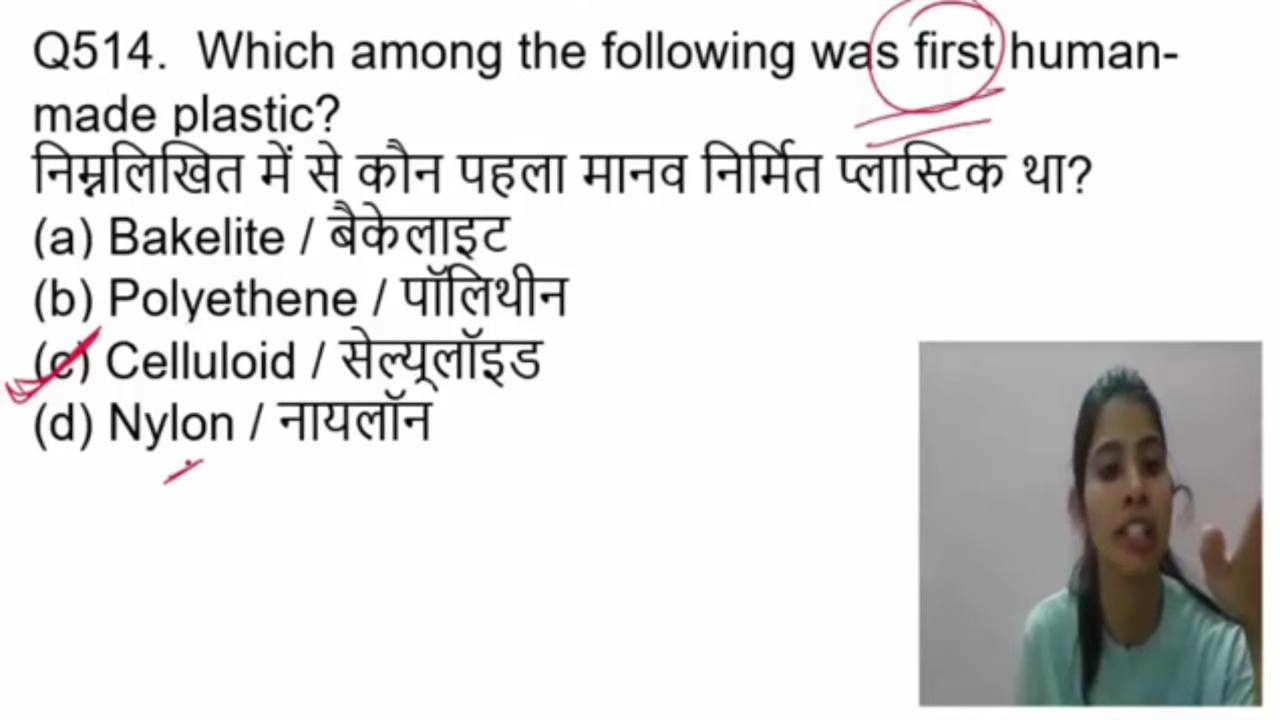 Q514. Which among the following was first human-
made plastic?
निम्नलिखित में से कौन पहला मानव निर्मित प्लास्टिक था?
(a) Bakelite / बैकेलाइट
(b) Polyethene / पॉलिथीन
(c) Celluloid / सेल्यूलॉइड
(d) Nylon / नायलॉन